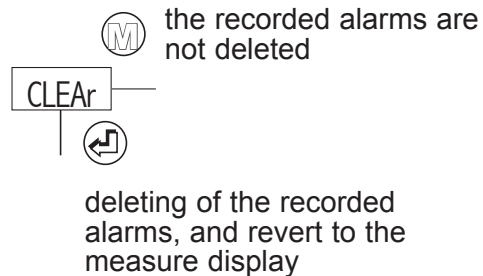 M the recorded alarms are
not deleted
CLEAr
deleting of the recorded
alarms, and revert to the
measure display